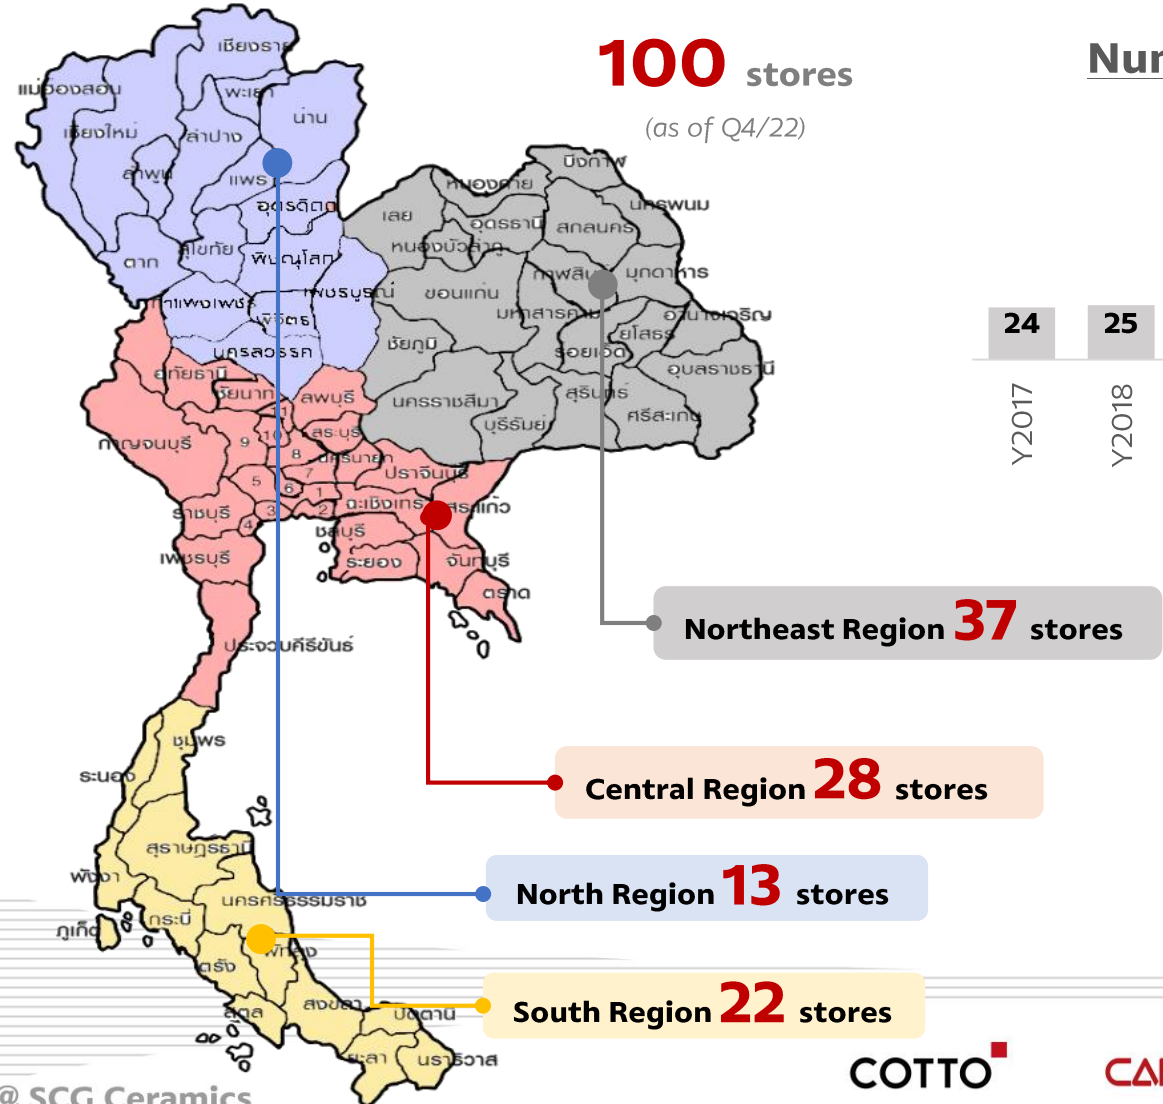 100 stores
(as of Q4/22)
Nur
เชียงราย
แม่ฮ่องสอน
พะเยา
น่าน
เชียงใหม่
ลำปาง
ลำพูน
แพร่
อุตรดิตถ์
สุโขทัย
ตาก
พิษณุโลก
กำแพงเพชร
เพชรบูรณ์
พิจิตร
นครสวรรค์
บึงกาฬ
หนองคาย
นครพนม
เลย
อุดรธานี
สกลนคร
หนองบัวลำภู
กาฬสินธุ์
มุกดาหาร
ขอนแก่น
มหาสารคาม
อำนาจเจริญ
ยโสธร
ชัยภูมิ
ร้อยเอ็ด
อุบลราชธานี
นครราชสีมา
สุรินทร์
ศรีสะเกษ
บุรีรัมย์
24
25
Y2017
Y2018
อุทัยธานี
ชัยนาท
ลพบุรี
สระบุรี
กาญจนบุรี
9
10
8
นครนายก
ปราจีนบุรี
7
5
6
1
ฉะเชิงเทรา
สระแก้ว
ราชบุรี
3
2
4
ชลบุรี
เพชรบุรี
ระยอง
จันทบุรี
ตราด
ประจวบคีรีขันธ์
Northeast Region 37 stores
ชุมพร
ระนอง
Central Region 28 stores
สุราษฎร์ธานี
พังงา
North Region 13 stores
นครศรีธรรมราช
กระบี่
ภูเก็ต
พัทลุง
ตรัง
South Region 22 stores
สตูล
สงขลา
ปัตตานี
ยะลา
นราธิวาส
COTTO
@ SCG Ceramics